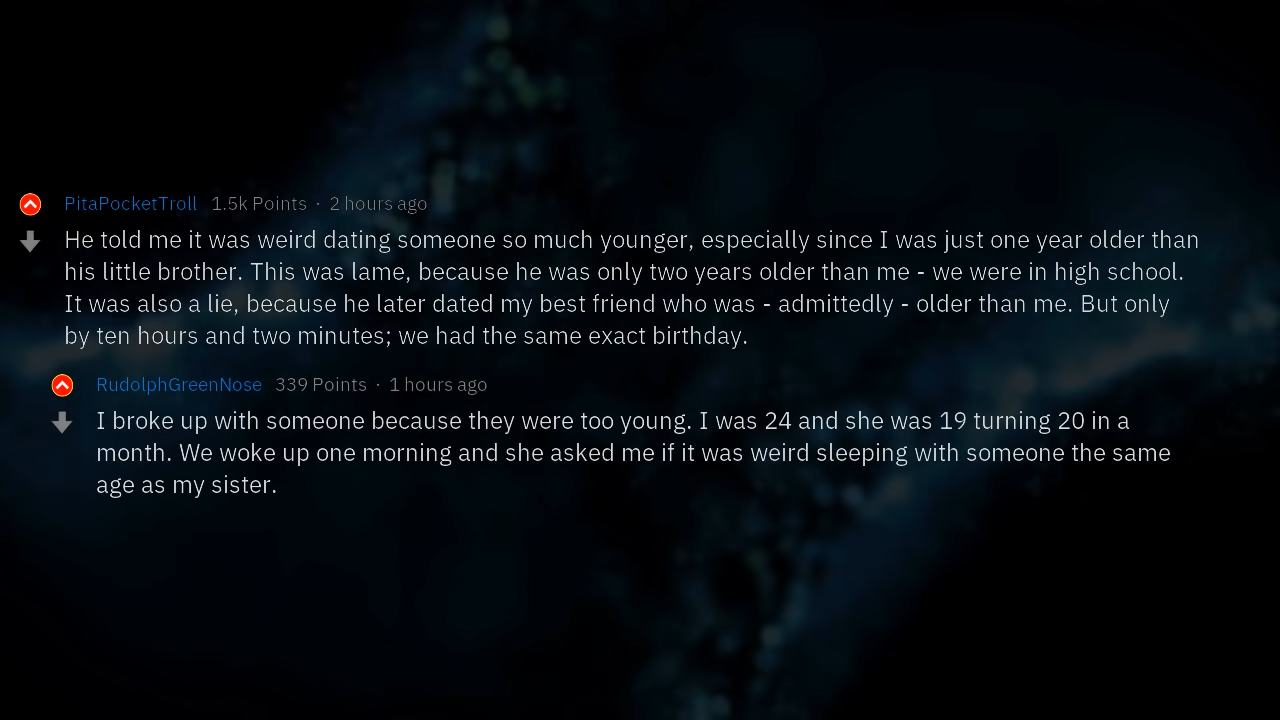 PitaPocketTroll 1.5k Points · 2 hours ago
He told me it was weird dating someone so much younger, especially since I was just one year older than
his little brother. This was lame, because he was only two years older than me - we were in high school.
It was also a lie, because he later dated my best friend who was - admittedly - older than me. But only
by ten hours and two minutes; we had the same exact birthday.
RudolphGreenNose 339 Points · 1 hours ago
I broke up with someone because they were too young. I was 24 and she was 19 turning 20 in a
month. We woke up one morning and she asked me if it was weird sleeping with someone the same
age as my sister.